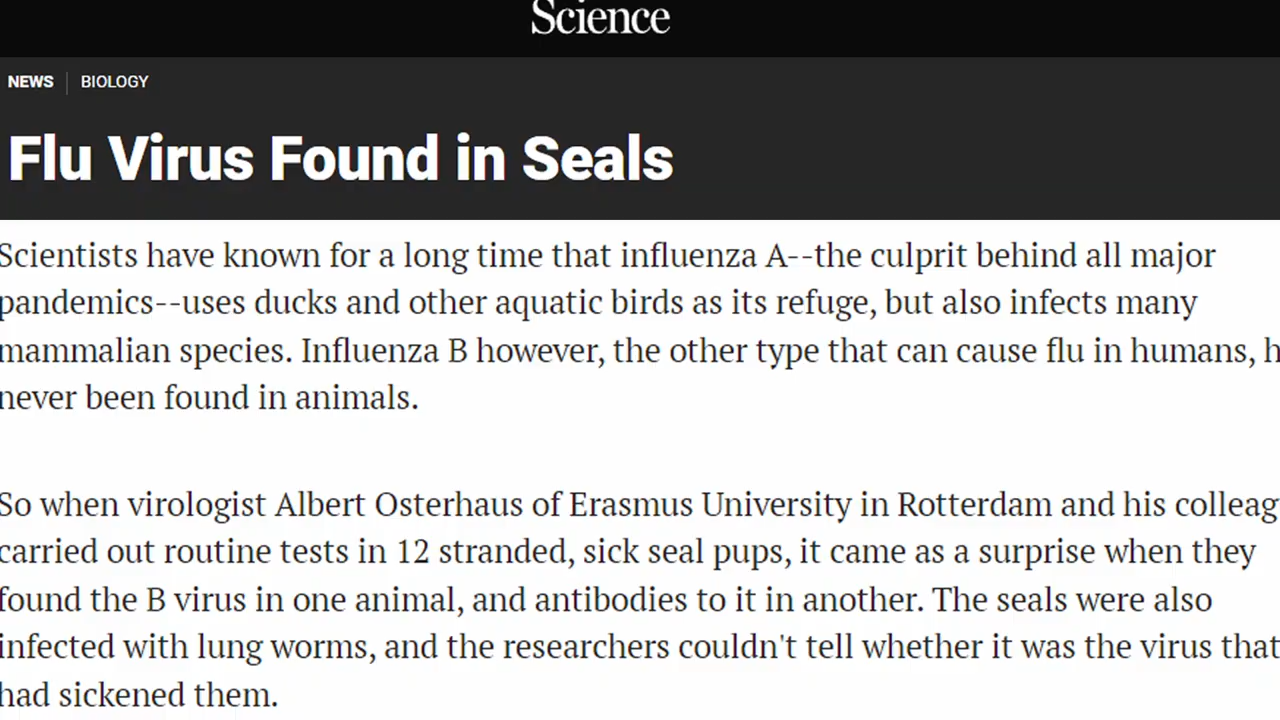 Science
NEWS BIOLOGY
Flu Virus Found in Seals
Scientists have known for a long time that influenza A--the culprit behind all major
pandemics--uses ducks and other aquatic birds as its refuge, but also infects many
mammalian species. Influenza B however, the other type that can cause flu in humans, h
never been found in animals.
So when virologist Albert Osterhaus of Erasmus University in Rotterdam and his colleag
carried out routine tests in 12 stranded, sick seal pups, it came as a surprise when they
found the B virus in one animal, and antibodies to it in another. The seals were also
infected with lung worms, and the researchers couldn't tell whether it was the virus that
had sickened them.